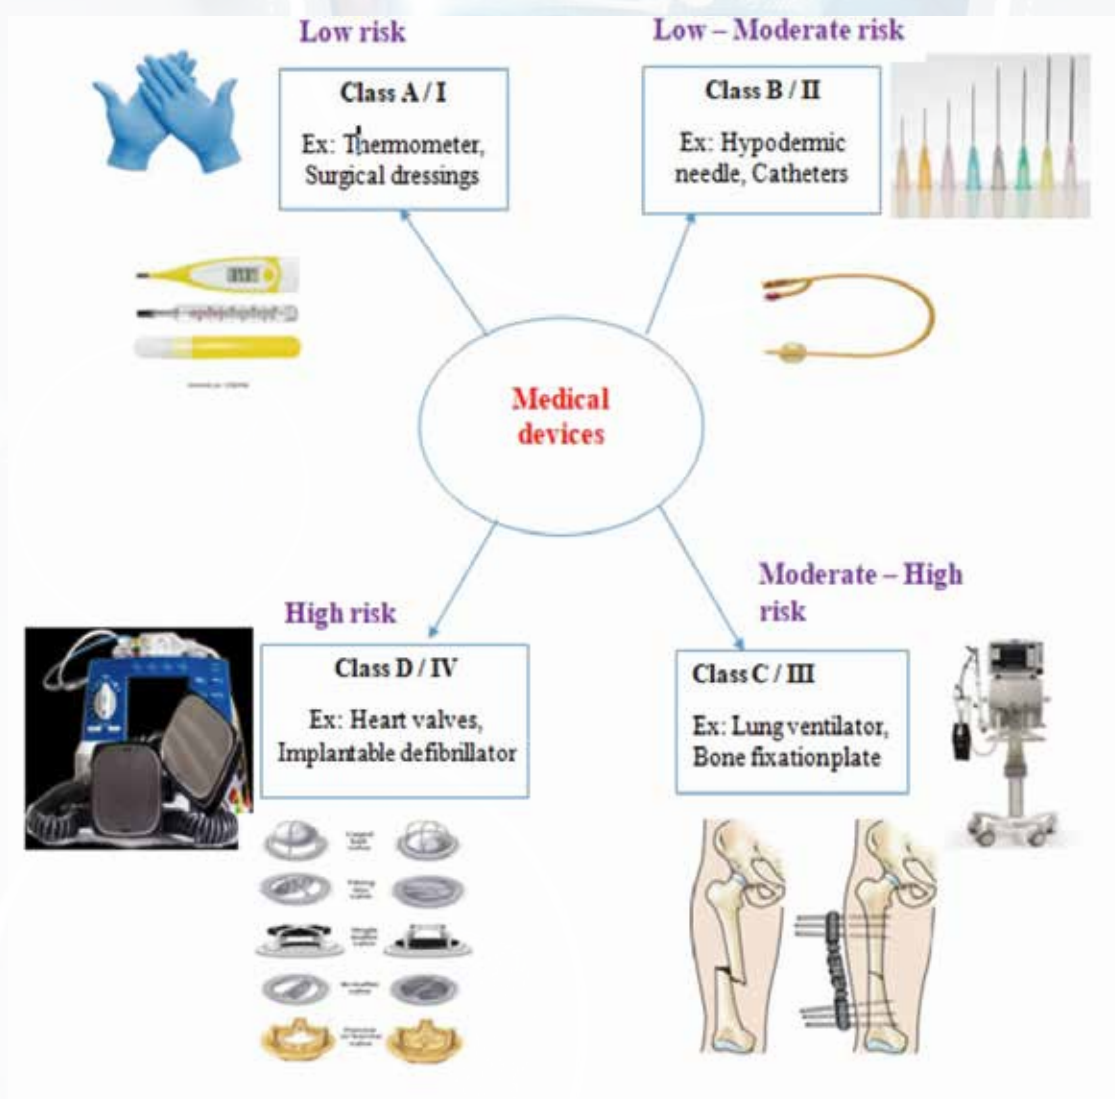 Low risk
Class A / I
Ex: Thermometer,
Surgical dressings
Low – Moderate risk
Class B / II
Ex: Hypodermic
needle, Catheters
Medical
devices
High risk
Class D / IV
Ex: Heart valves,
Implantable defibrillator
Moderate – High
risk
Class C / III
Ex: Lung ventilator,
Bone fixationplate